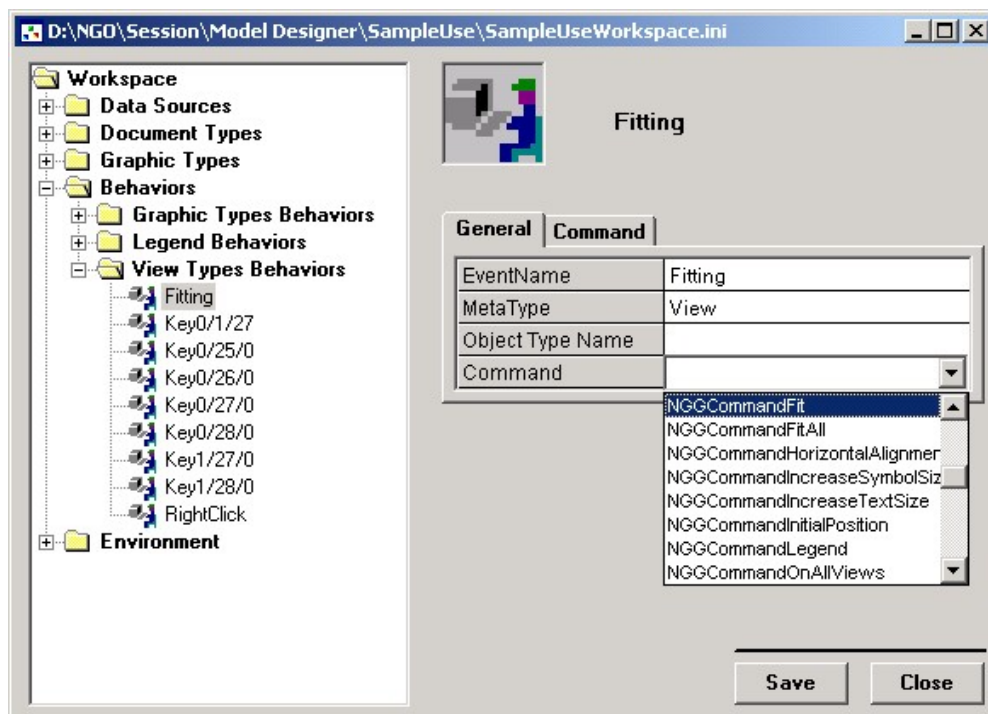 D:\NGO\Session\Model Designer\SampleUse\SampleUseWorkspace.ini
Workspace
Data Sources
Document Types
Graphic Types
Behaviors
Graphic Types Behaviors
Legend Behaviors
View Types Behaviors
Fitting
Key0/1/27
Key0/25/0
Key0/26/0
Key0/27/0
Key0/28/0
Key1/27/0
Key1/28/0
RightClick
Environment
Fitting
General Command
EventName Fitting
MetaType View
Object Type Name
Command
NGGCommandFit
NGGCommandFitAll
NGGCommandHorizontalAlignmer
NGGCommandIncreaseSymbolSiz
NGGCommandIncreaseTextSize
NGGCommandInitialPosition
NGGCommandLegend
NGGCommandOnAllViews
Save Close